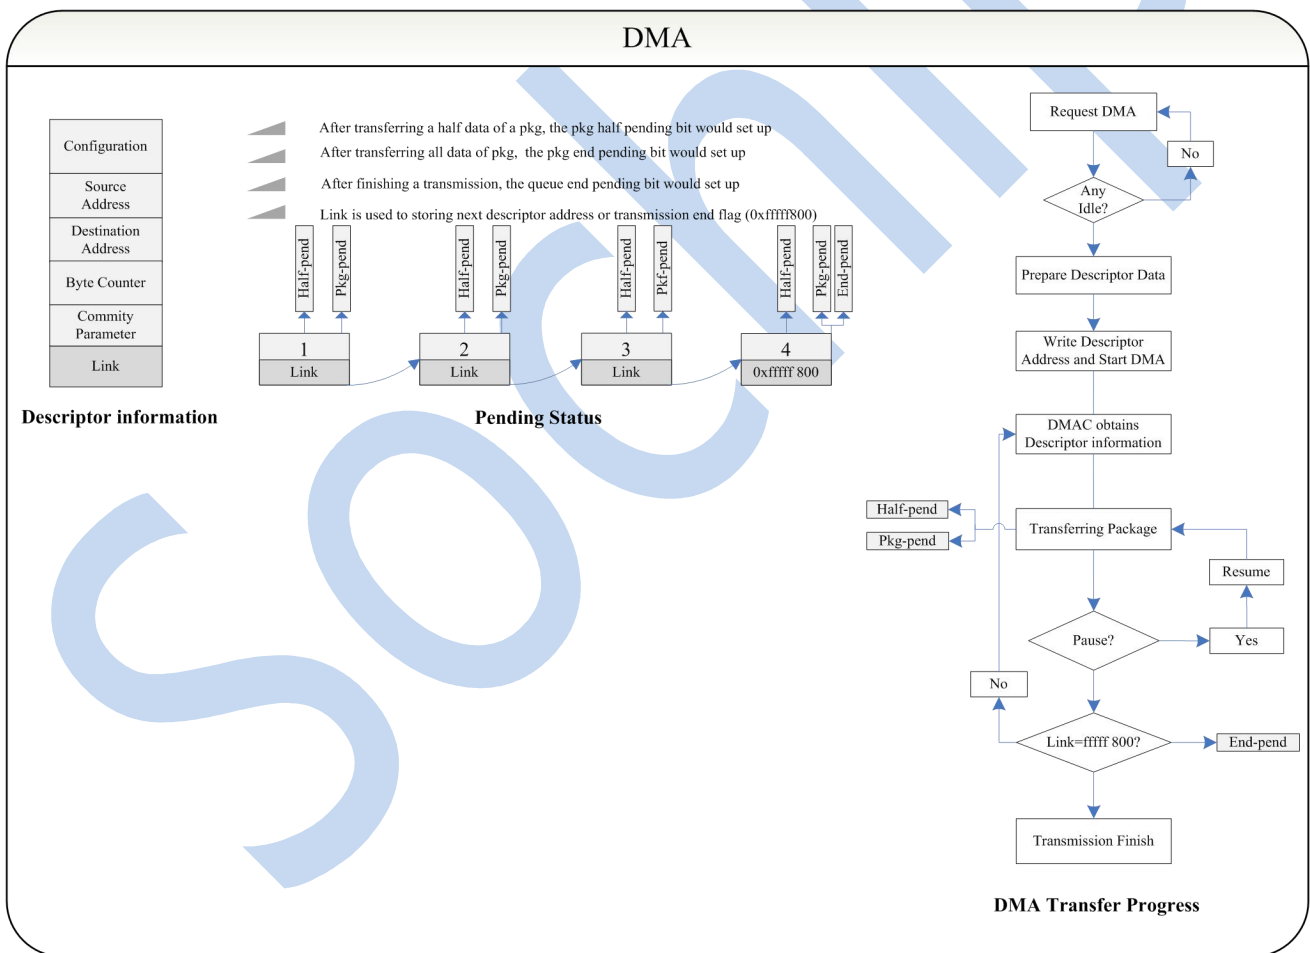 DMA
Configuration
Source
Address
Destination
Address
Byte Counter
Commity
Parameter
Link
Descriptor information
After transferring a half data of a pkg, the pkg half pending bit would set up
After transferring all data of pkg, the pkg end pending bit would set up
After finishing a transmission, the queue end pending bit would set up
Link is used to storing next descriptor address or transmission end flag (0xfffff800)
Half-pend
Pkg-pend
Half-pend
Pkg-pend
Half-pend
Pkf-pend
Half-pend
Pkg-pend
End-pend
1
Link
2
Link
3
Link
4
0xfffff 800
Pending Status
Request DMA
No
Any
Idle?
Prepare Descriptor Data
Write Descriptor
Address and Start DMA
DMAC obtains
Descriptor information
Half-pend
Pkg-pend
Transferring Package
Resume
Pause?
Yes
No
Link=fffff 800?
End-pend
Transmission Finish
DMA Transfer Progress